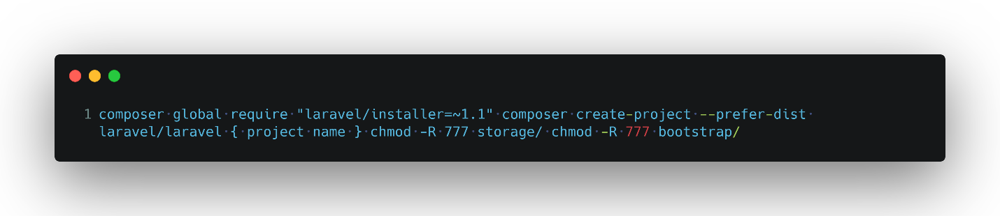 1 composer global require "laravel/installer=~1.1" composer create-project --prefer-dist
laravel/laravel { project name } chmod -R 777 storage/ chmod -R 777 bootstrap/